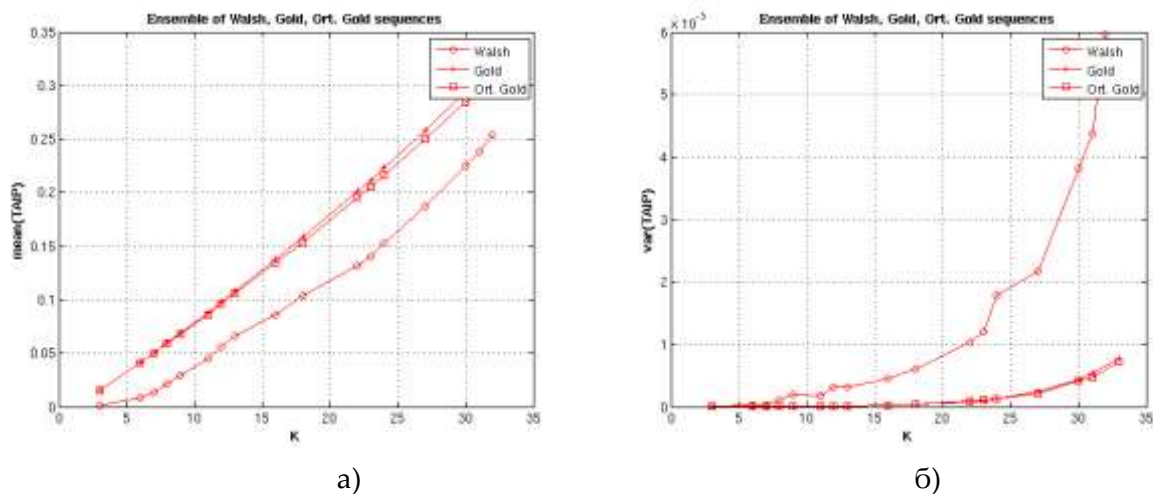 Ensemble of Walsh, Gold, Ort. Gold sequences
0.35
0.3
0.25
0.2
0.15
0.1
0.05
0
mean(TAIP)
Walsh
Gold
Ort. Gold
0 5 10 15 20 25 30 35
K
а)
Ensemble of Walsh, Gold, Ort. Gold sequences
× 10⁻³
6
5
4
3
2
1
0
var(TAIP)
Walsh
Gold
Ort. Gold
0 5 10 15 20 25 30 35
K
б)